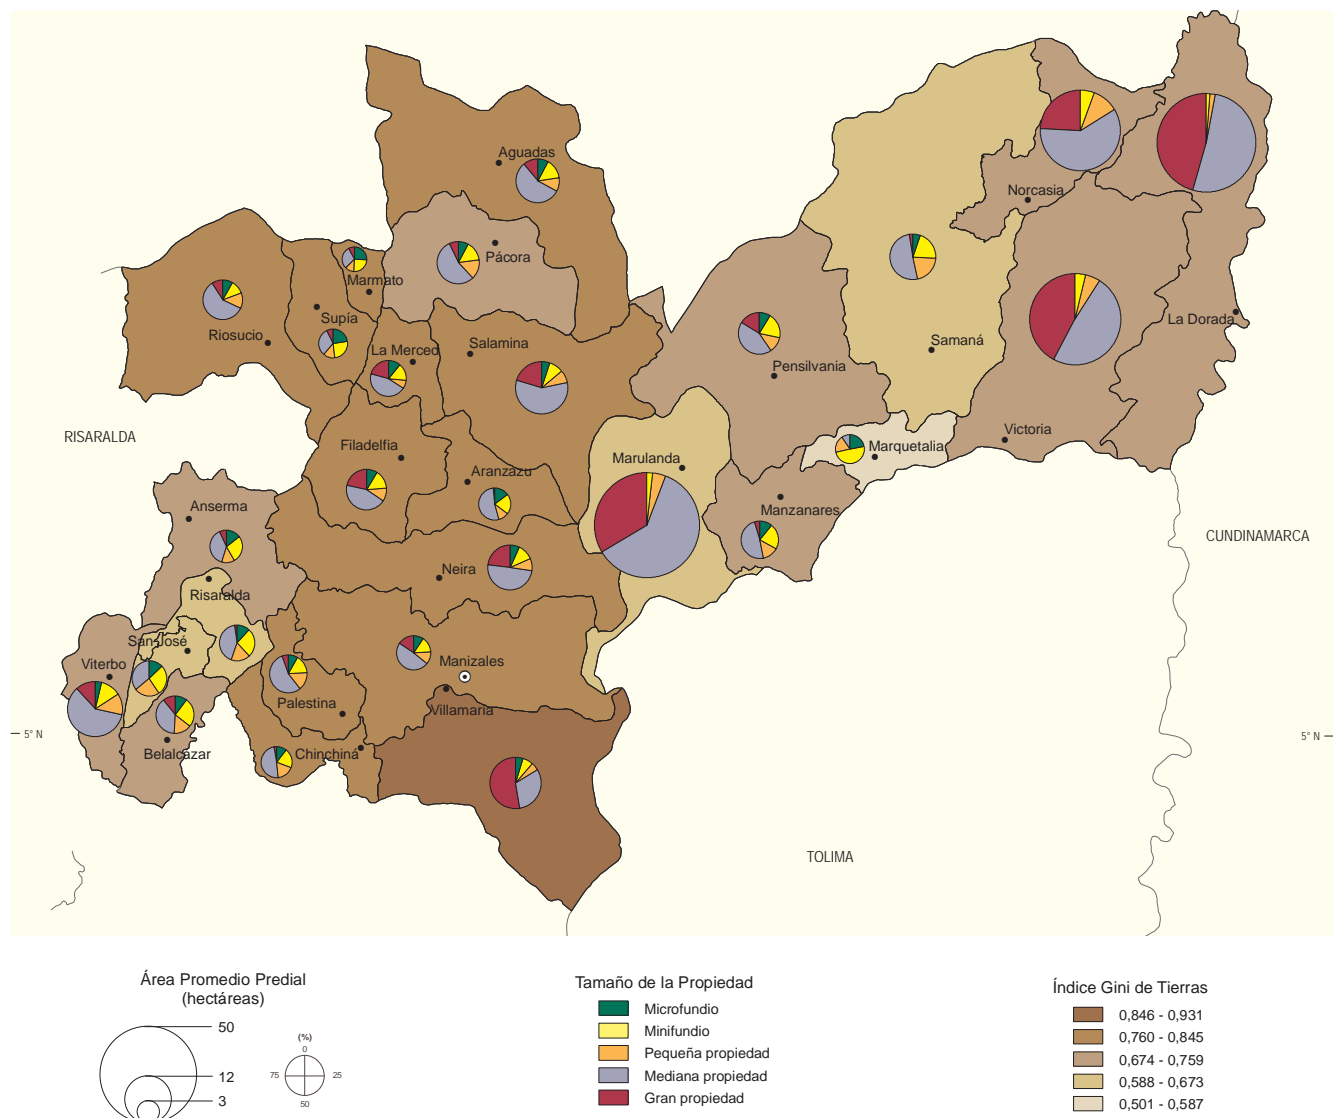 Aguadas
Norcasia
Pácora
Marmato
Supía
La Dorada
Riosucio
La Merced
Salamina
Samaná
Pensilvania
RISARALDA
Filadelfia
Marquetalia
Victoria
Marulanda
Aranzazu
Anserma
Manzanares
CUNDINAMARCA
Neira
Risaralda
San José
Viterbo
Manizales
Palestina
Villamaría
5° N
5° N
Belalcázar
Chinchiná
TOLIMA
Área Promedio Predial
(hectáreas)
50
12
3
(%)
0
75
25
50
Tamaño de la Propiedad
Microfundio
Minifundio
Pequeña propiedad
Mediana propiedad
Gran propiedad
Índice Gini de Tierras
0,846 - 0,931
0,760 - 0,845
0,674 - 0,759
0,588 - 0,673
0,501 - 0,587